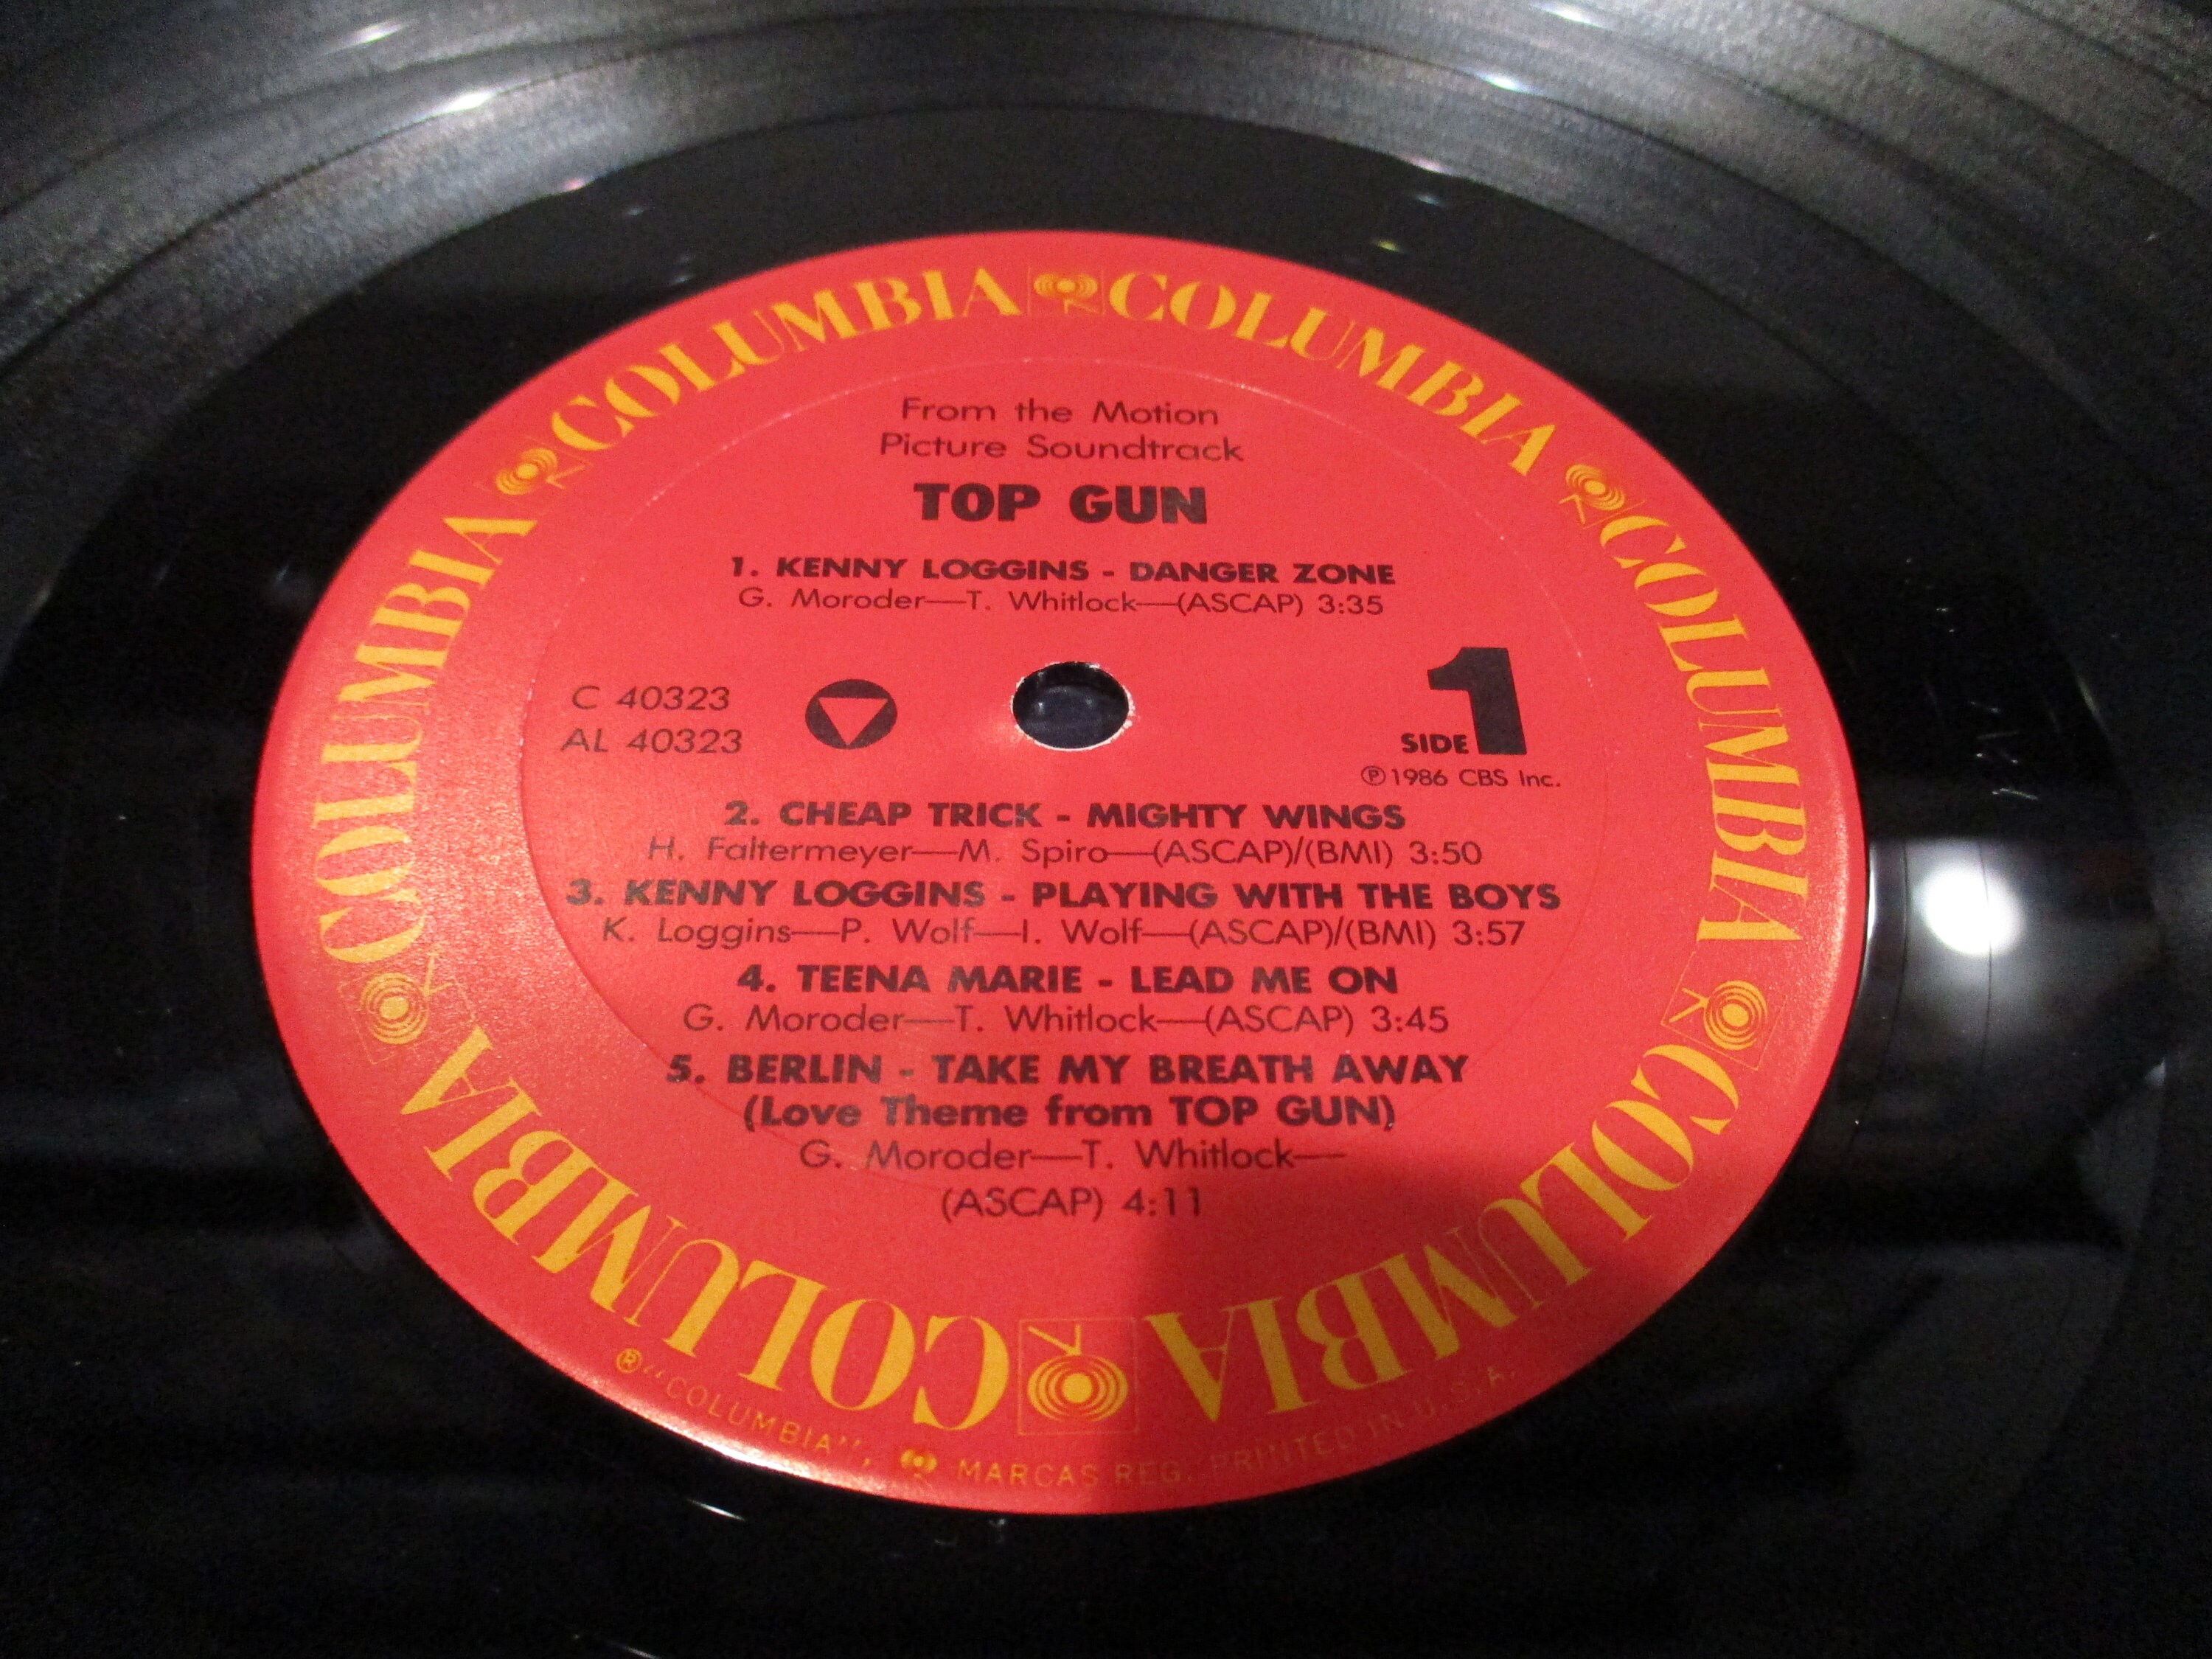 COLUMBIA COLUMBIA COLUMBIA COLUMBIA COLUMBIA COLUMBIA
From the Motion
Picture Soundtrack
TOP GUN
1. KENNY LOGGINS - DANGER ZONE
G. Moroder—T. Whitlock—(ASCAP) 3:35
C 40323
AL 40323
SIDE 1
℗1986 CBS Inc.
2. CHEAP TRICK - MIGHTY WINGS
H. Faltermeyer—M. Spiro—(ASCAP)/(BMI) 3:50
3. KENNY LOGGINS - PLAYING WITH THE BOYS
K. Loggins—P. Wolf—I. Wolf—(ASCAP)/(BMI) 3:57
4. TEENA MARIE - LEAD ME ON
G. Moroder—T. Whitlock—(ASCAP) 3:45
5. BERLIN - TAKE MY BREATH AWAY
(Love Theme from TOP GUN)
G. Moroder—T. Whitlock—
(ASCAP) 4:11
® "COLUMBIA", MARCAS REG. PRINTED IN U.S.A.